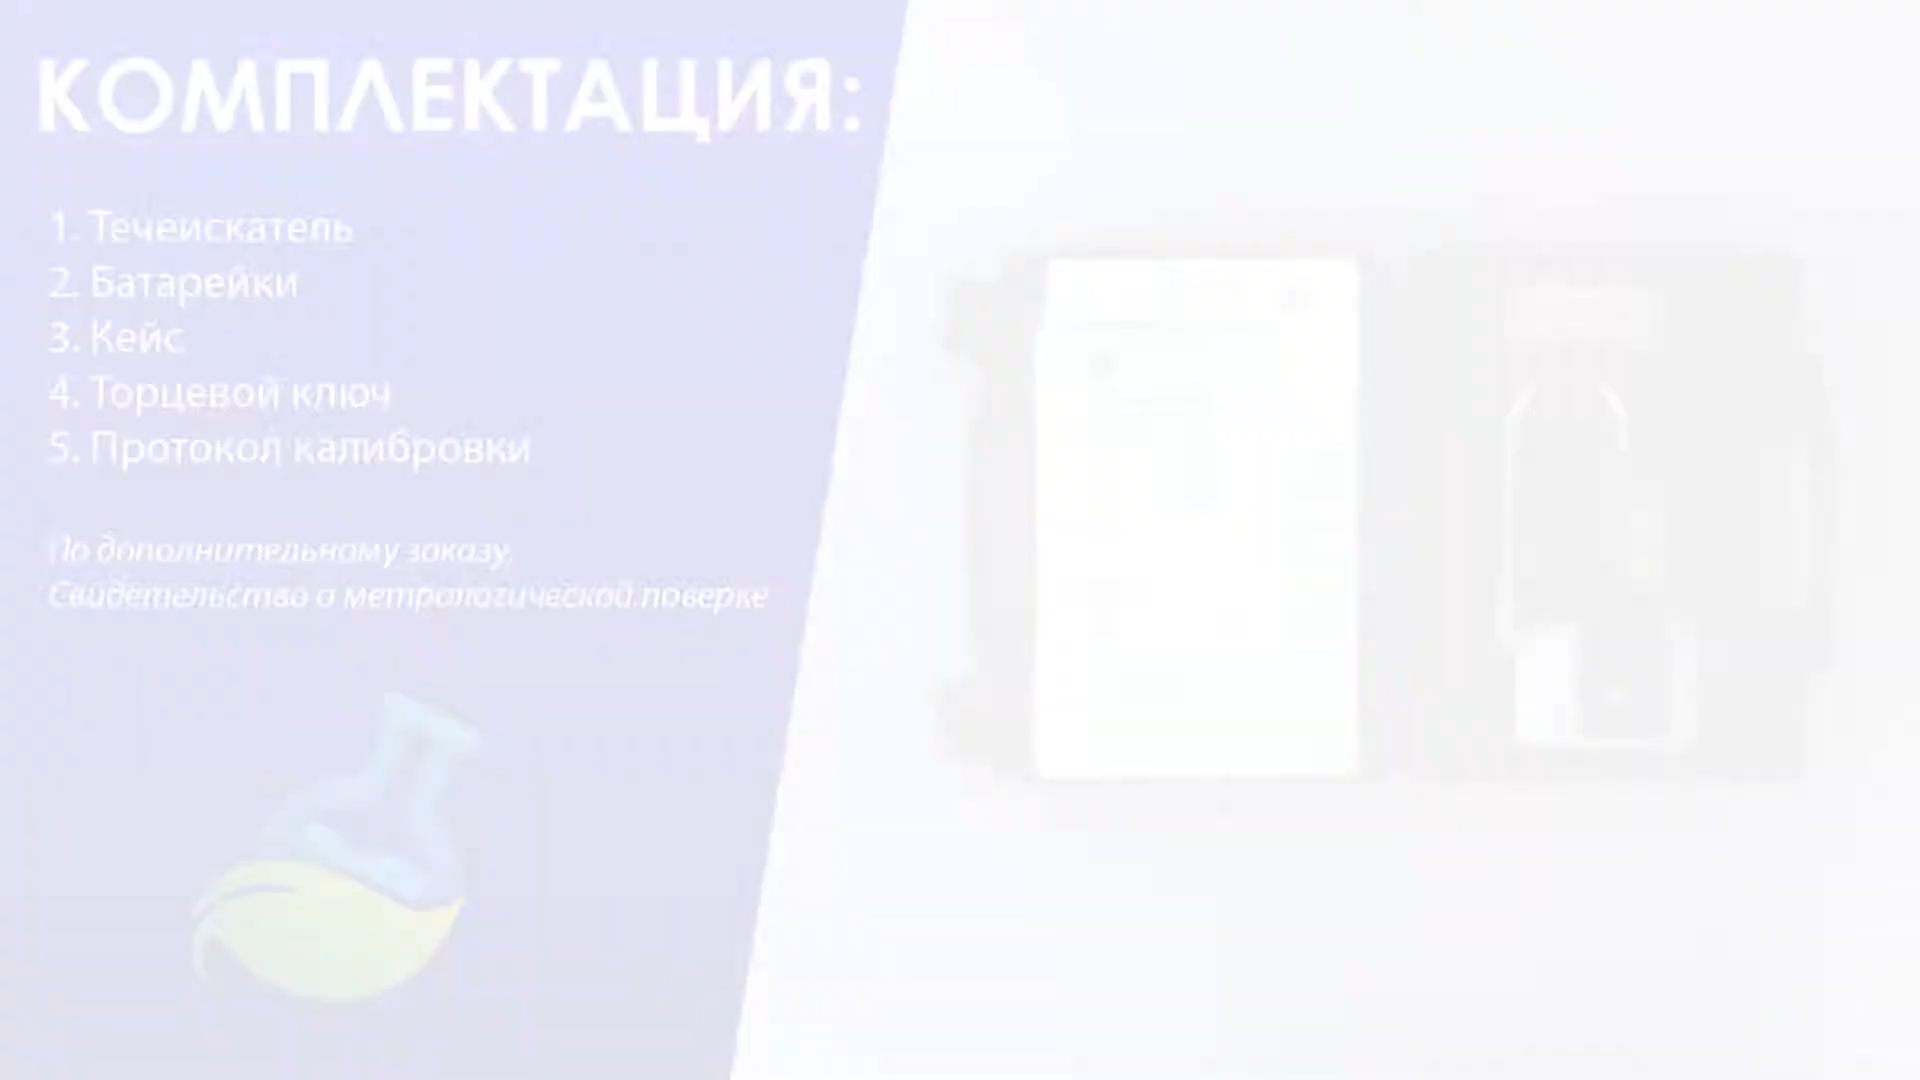 КОМПЛЕКТАЦИЯ:
1. Течеискатель
2. Батарейки
3. Кейс
4. Торцевой ключ
5. Протокол калибровки
По дополнительному заказу:
Свидетельство о метрологической поверке